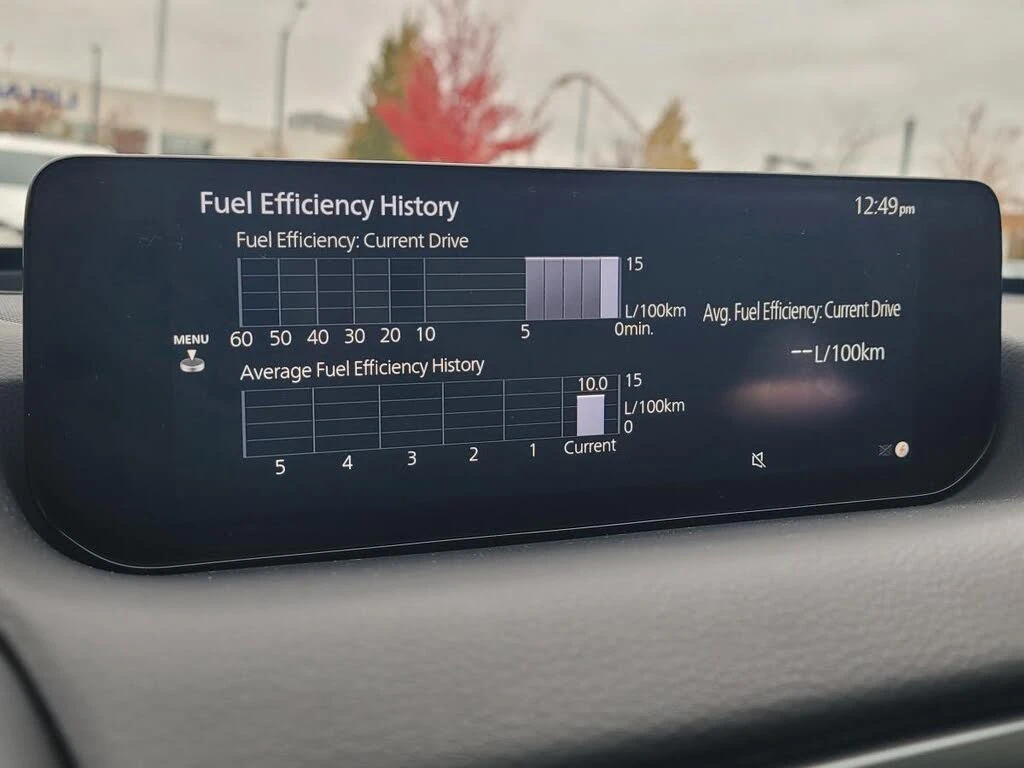 Fuel Efficiency History
12:49pm
Fuel Efficiency: Current Drive
15
L/100km
60 50 40 30 20 10 5 0min.
MENU
Average Fuel Efficiency History
10.0
15
L/100km
0
5 4 3 2 1 Current
Avg. Fuel Efficiency: Current Drive
--L/100km